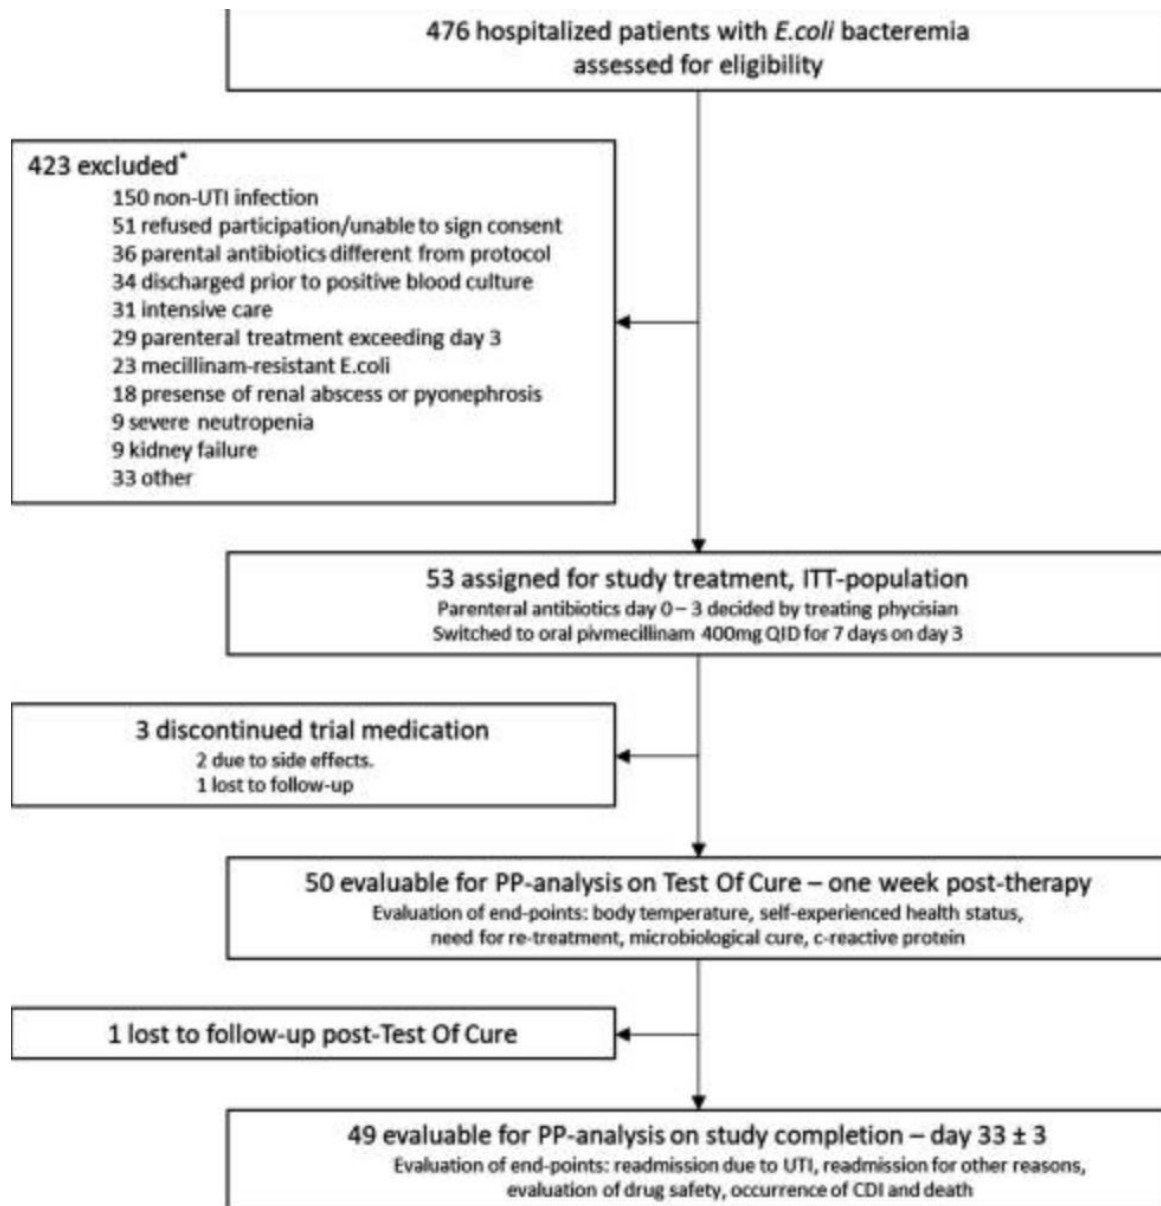 476 hospitalized patients with E.coli bacteremia
assessed for eligibility
423 excluded*
150 non-UTI infection
51 refused participation/unable to sign consent
36 parental antibiotics different from protocol
34 discharged prior to positive blood culture
31 intensive care
29 parenteral treatment exceeding day 3
23 mecillinam-resistant E.coli
18 presense of renal abscess or pyonephrosis
9 severe neutropenia
9 kidney failure
33 other
53 assigned for study treatment, ITT-population
Parenteral antibiotics day 0 – 3 decided by treating phycisian
Switched to oral pivmecillinam 400mg QID for 7 days on day 3
3 discontinued trial medication
2 due to side effects.
1 lost to follow-up
50 evaluable for PP-analysis on Test Of Cure – one week post-therapy
Evaluation of end-points: body temperature, self-experienced health status,
need for re-treatment, microbiological cure, c-reactive protein
1 lost to follow-up post-Test Of Cure
49 evaluable for PP-analysis on study completion – day 33 ± 3
Evaluation of end-points: readmission due to UTI, readmission for other reasons,
evaluation of drug safety, occurrence of CDI and death